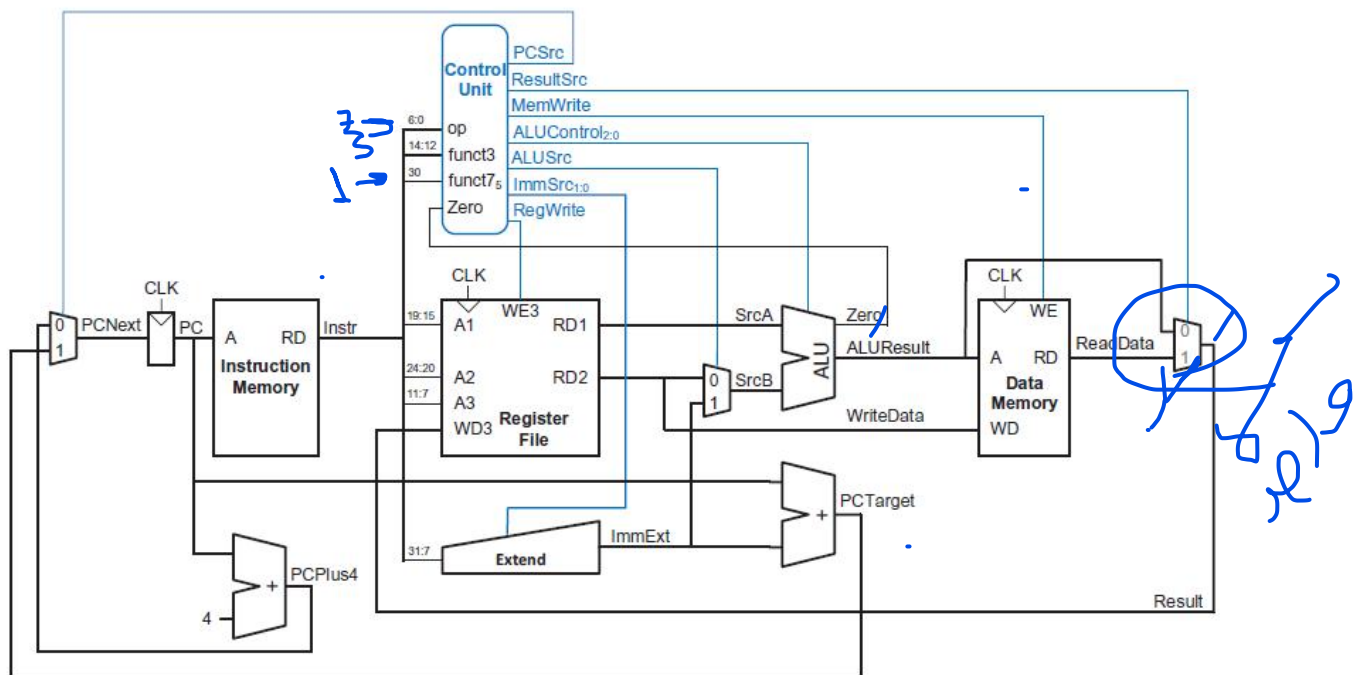 PCSrc
Control
Unit
ResultSrc
MemWrite
ALUControl2:0
ALUSrc
ImmSrc1:0
RegWrite
6:0 op
14:12 funct3
30 funct75
Zero
1
CLK
CLK
CLK
0
1
PCNext
PC
A RD
Instruction
Memory
Instr
19:15 A1
WE3
RD1
24:20 A2
RD2
11:7 A3
WD3
Register
File
SrcA
0
1
SrcB
ALU
Zero
ALUResult
WriteData
WE
A RD
Data
Memory
WD
ReadData
0
1
31:7 Extend
ImmExt
+
PCTarget
4
+
PCPlus4
Result